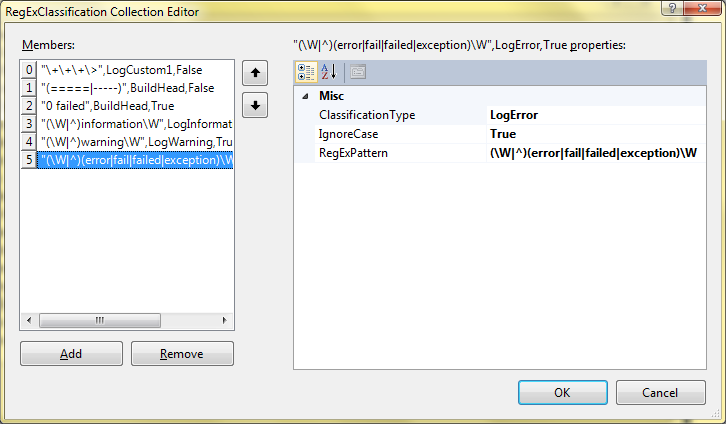 RegExClassification Collection Editor
Members:
"(\W|^)(error|fail|failed|exception)\W",LogError,True properties:
0 "\+\+\+\>",LogCustom1,False
1 "(=====|-----)",BuildHead,False
2 "0 failed",BuildHead,True
3 "(\W|^)information\W",LogInformat
4 "(\W|^)warning\W",LogWarning,Tru
5 "(\W|^)(error|fail|failed|exception)\W
Misc
ClassificationType LogError
IgnoreCase True
RegExPattern (\W|^)(error|fail|failed|exception)\W
Add
Remove
OK
Cancel